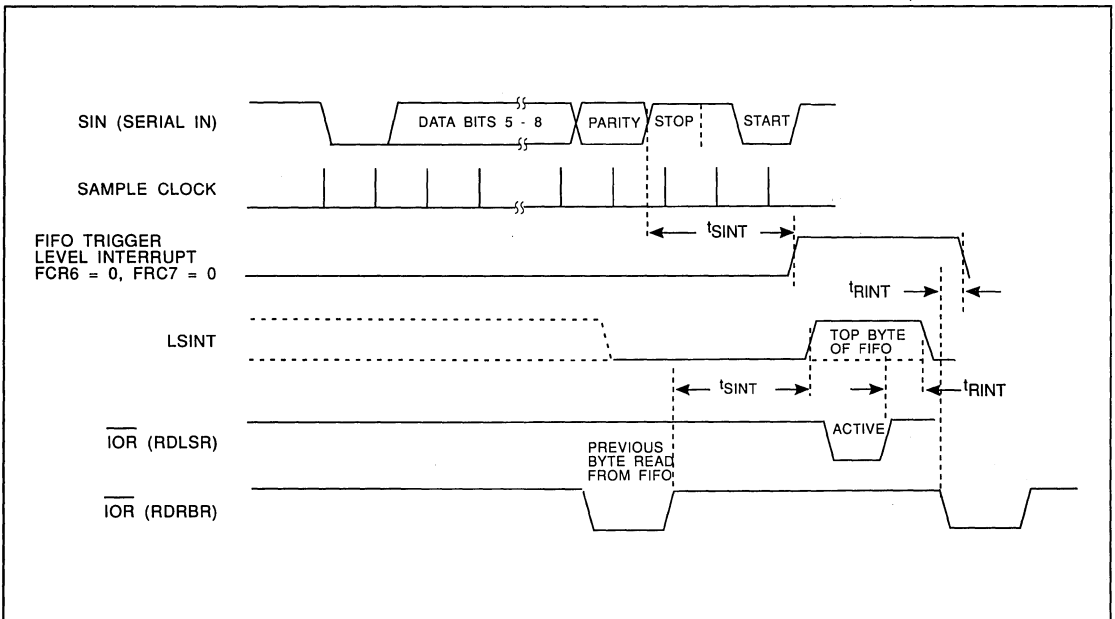 SIN (SERIAL IN)
DATA BITS 5 - 8
PARITY
STOP
START
SAMPLE CLOCK
tSINT
FIFO TRIGGER
LEVEL INTERRUPT
FCR6 = 0, FRC7 = 0
tRINT
LSINT
TOP BYTE
OF FIFO
tSINT
tRINT
IOR (RDLSR)
ACTIVE
PREVIOUS
BYTE READ
FROM FIFO
IOR (RDRBR)